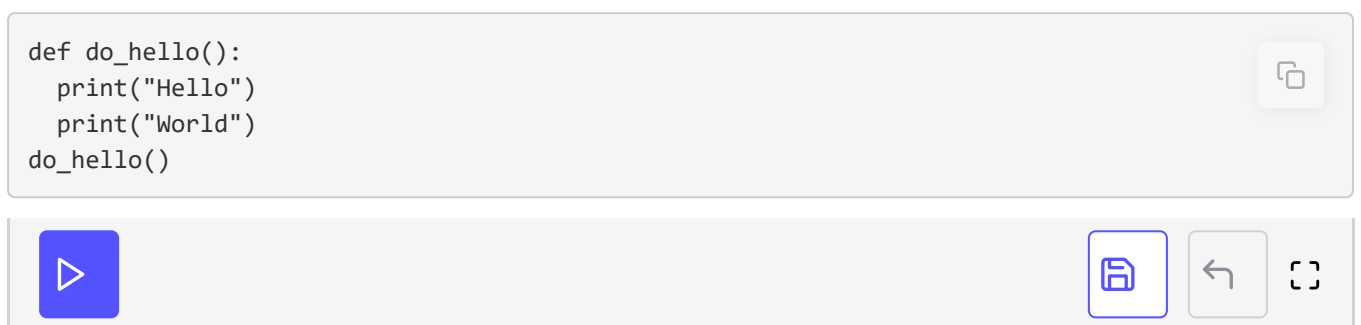 def do_hello():
  print("Hello")
  print("World")
do_hello()